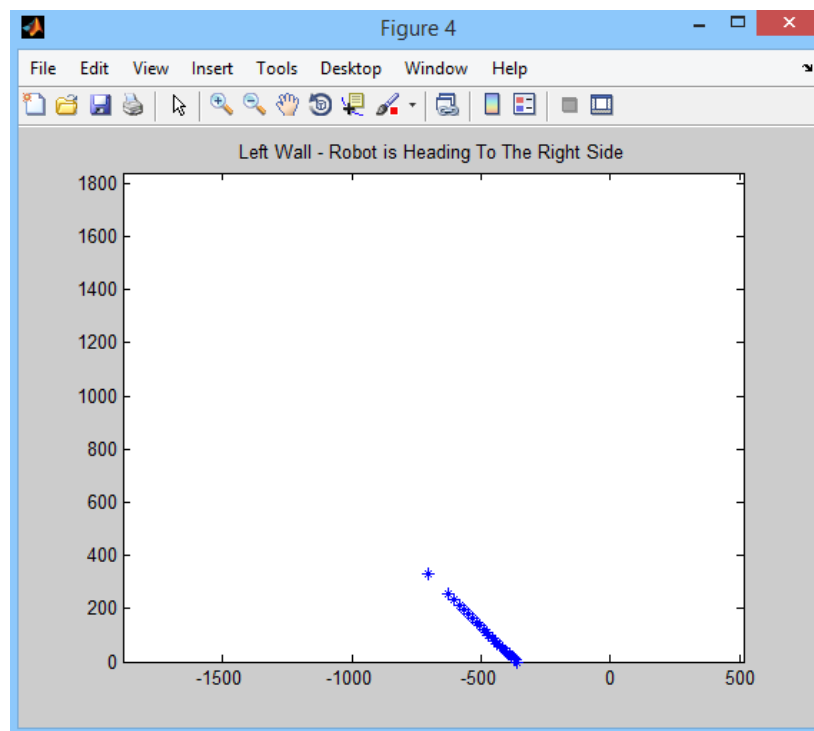 Figure 4
File Edit View Insert Tools Desktop Window Help
Left Wall - Robot is Heading To The Right Side
1800
1600
1400
1200
1000
800
600
400
200
0
-1500 -1000 -500 0 500